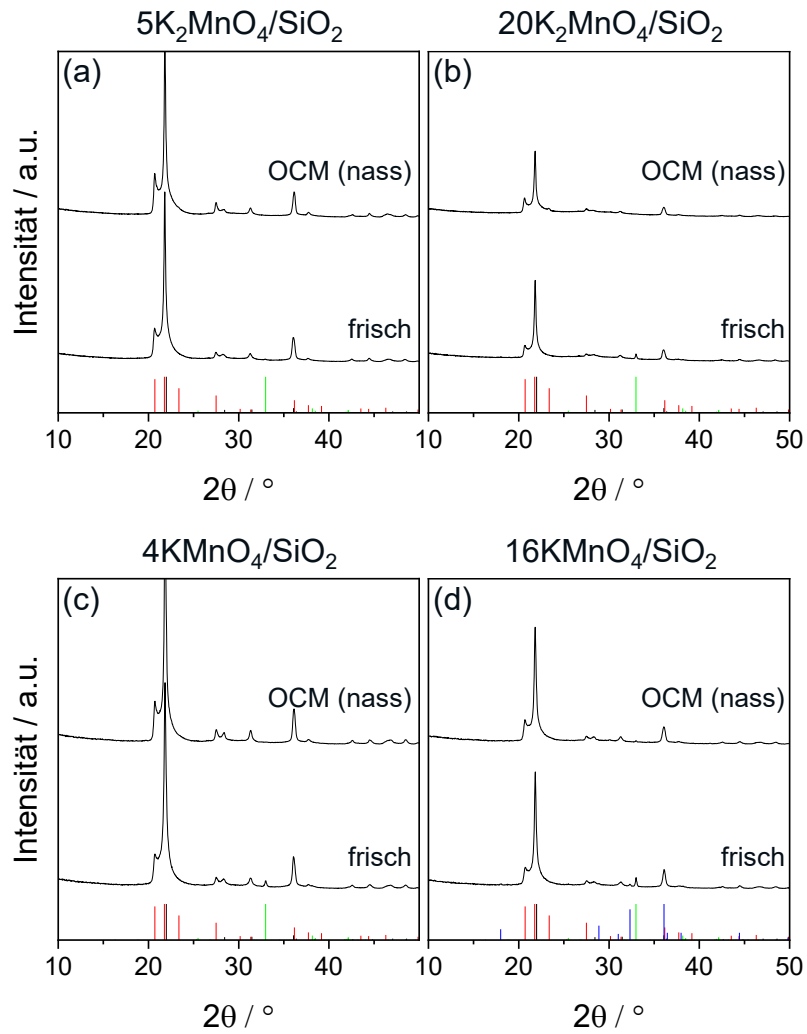 5K₂MnO₄/SiO₂
20K₂MnO₄/SiO₂
Intensität / a.u.
(a)
OCM (nass)
frisch
10 20 30 40
2θ / °
(b)
OCM (nass)
frisch
10 20 30 40 50
2θ / °
4KMnO₄/SiO₂
16KMnO₄/SiO₂
Intensität / a.u.
(c)
OCM (nass)
frisch
10 20 30 40
2θ / °
(d)
OCM (nass)
frisch
10 20 30 40 50
2θ / °